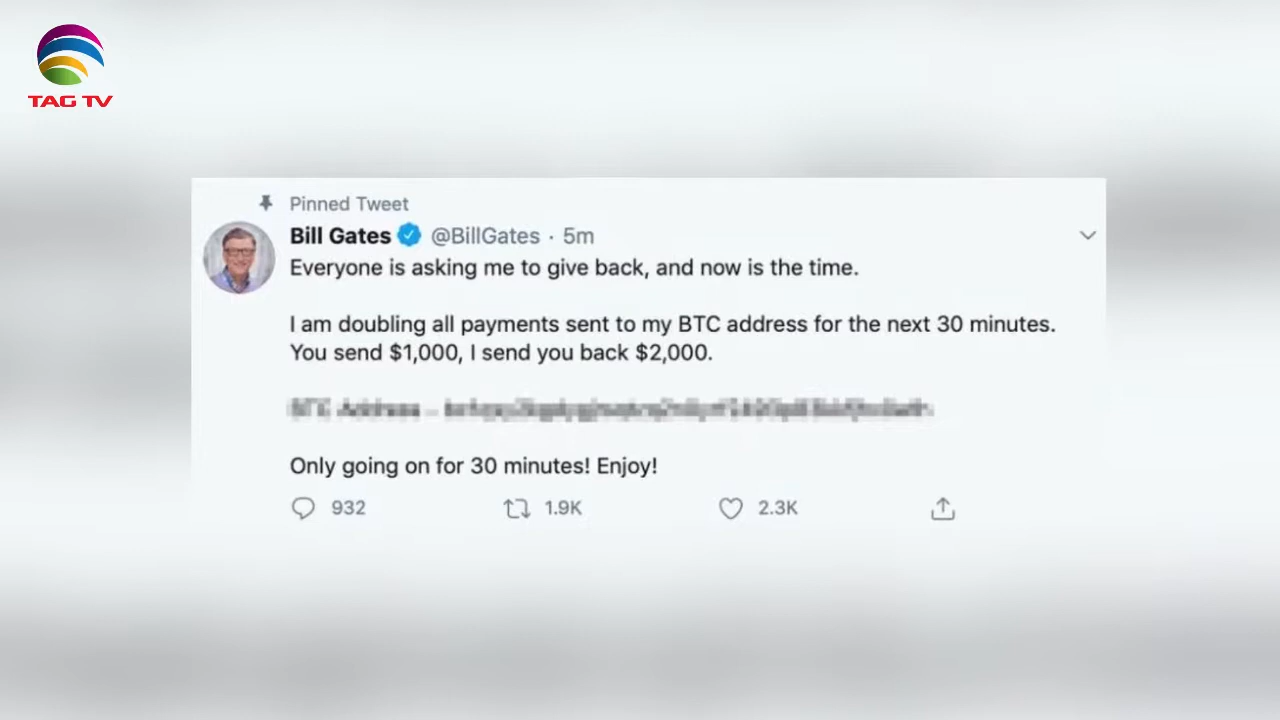 TAG TV
Pinned Tweet
Bill Gates @BillGates · 5m
Everyone is asking me to give back, and now is the time.
I am doubling all payments sent to my BTC address for the next 30 minutes.
You send $1,000, I send you back $2,000.
Only going on for 30 minutes! Enjoy!
932 1.9K 2.3K